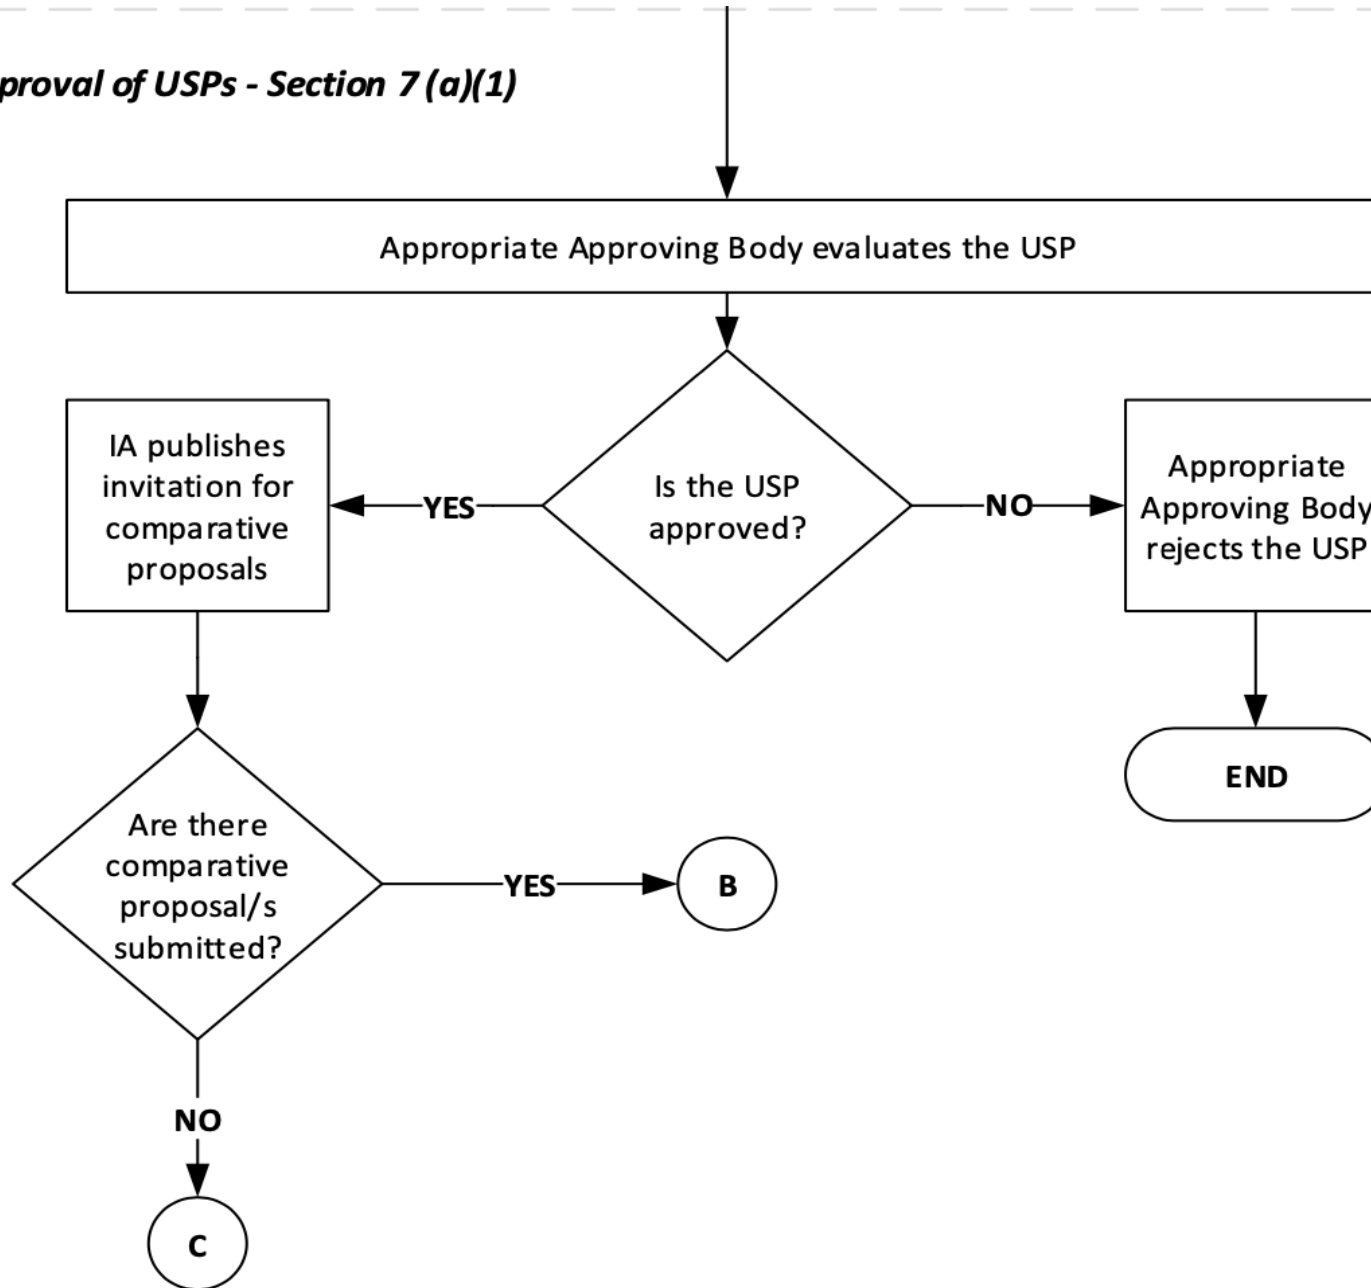 proval of USPs - Section 7 (a)(1)
Appropriate Approving Body evaluates the USP
IA publishes
invitation for
comparative
proposals
YES
Is the USP
approved?
NO
Appropriate
Approving Body
rejects the USP
END
Are there
comparative
proposal/s
submitted?
YES
B
NO
C